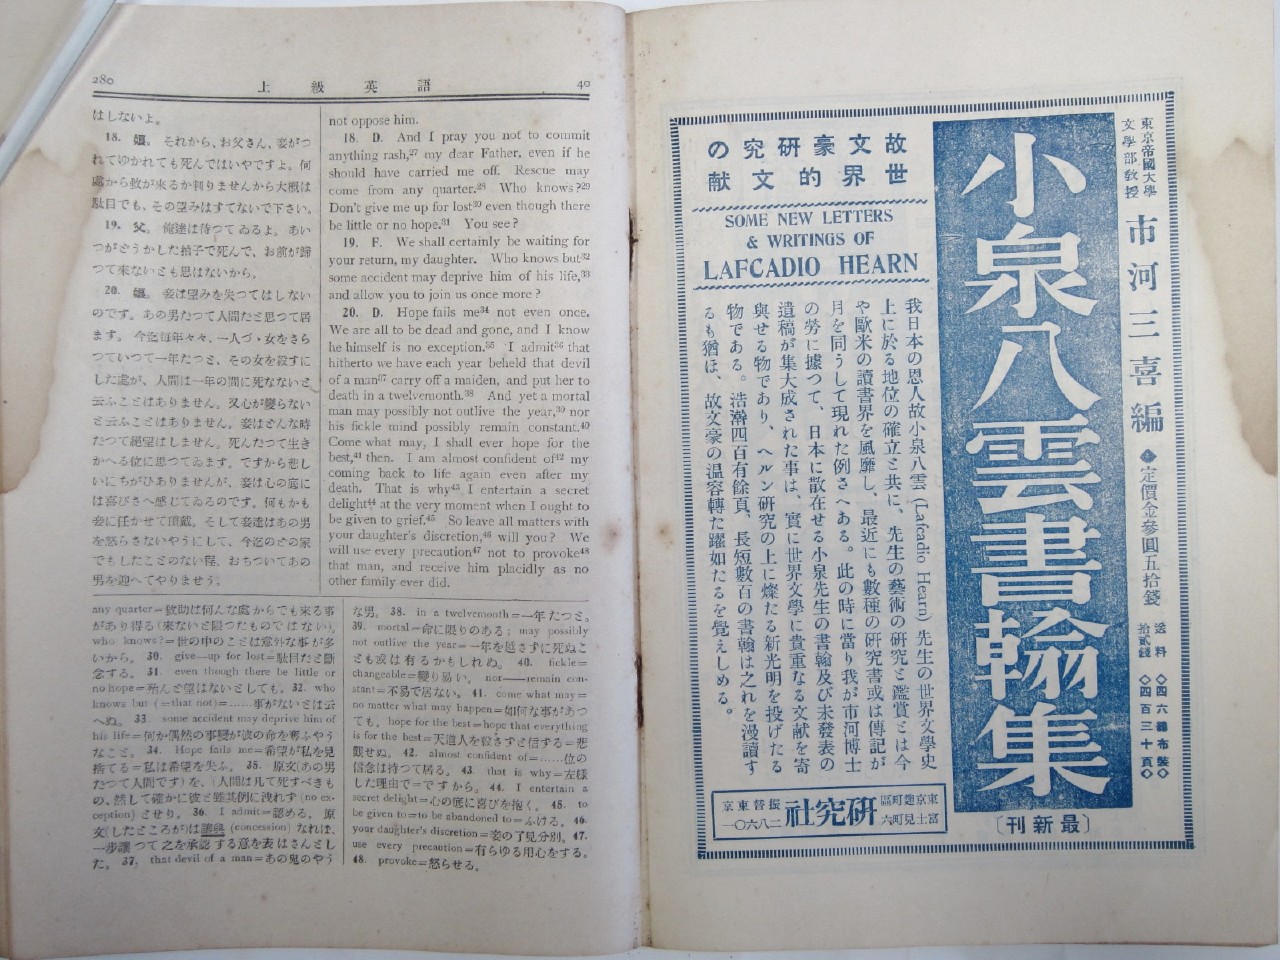 280
上級英語
40
はしないよ。
18. 孃。 それから、お父さん、妾がつ
れてゆかれても死んではいやですよ。何
處から救が來るか判りませんから大概は
駄目でも、その望みはすてないで下さい。
19. 父。 俺達は待つてゐるよ。あい
つがどうかした拍子で死んで、お前が歸
つて來ないとも思はないから。
20. 孃。 妾は望みを失つてはしない
のです。あの男だつて人間だと思つて居
ます。今迄毎年々々、一人づゝ女をさら
つていつて一年たつと、その女を殺すに
した處が、人間は一年の間に死なないと
云ふことはありません。又心が變らない
と云ふことはありません。妾はどんな時
だつて絕望はしません。死んだつて生き
かへる位に思つてゐます。ですから悲し
いにちがひありませんが、妾は心の底に
は喜びさへ感じてゐるのです。何もかも
妾に任かせて頂戴。そして妾達はあの男
を怒らさないやうにして、今迄のどの家
でもしたことのない程、おちついてあの
男を迎へてやりませう。
not oppose him.
18. D. And I pray you not to commit
anything rash,27 my dear Father, even if he
should have carried me off. Rescue may
come from any quarter.28 Who knows?29
Don't give me up for lost30 even though there
be little or no hope.31 You see?
19. F. We shall certainly be waiting for
your return, my daughter. Who knows but32
some accident may deprive him of his life,33
and allow you to join us once more?
20. D. Hope fails me34 not even once.
We are all to be dead and gone, and I know
he himself is no exception.35 I admit36 that
hitherto we have each year beheld that devil
of a man37 carry off a maiden, and put her to
death in a twelvemonth.38 And yet a mortal
man may possibly not outlive the year,39 nor
his fickle mind possibly remain constant.40
Come what may, I shall ever hope for the
best,41 then. I am almost confident of42 my
coming back to life again even after my
death. That is why43 I entertain a secret
delight44 at the very moment when I ought to
be given to grief.45 So leave all matters with
your daughter's discretion,46 will you? We
will use every precaution47 not to provoke48
that man, and receive him placidly as no
other family ever did.
any quarter=救助は何んな處からでも來る事
があり得る(來ないと限つたものではない)。
who knows?=世の中のことは意外な事が多
いから。 30. give—up for lost=駄目だと斷
念する。 31. even though there be little or
no hope=殆んど望はないとしても。 32. who
knows but (=that not)=……事がないとは云
へぬ。 33. some accident may deprive him of
his life=何か偶然の事變が彼の命を奪ふやう
なこと。 34. Hope fails me=希望が私を見
捨てる=私は希望を失ふ。 35. 原文(あの男
だつて人間です)を、(人間は凡て死すべきも
の、然して確かに彼と雖其例に洩れず (no ex-
ception) とせり。 36. I admit=認める。 原
文(したところが)は讓與 (concession) なれば、
一歩讓つて之を承認する意を表はさんとし
た。 37. that devil of a man=あの鬼のやう
な男。 38. in a twelvemonth=一年たつと。
39. mortal=命に限りのある; may possibly
not outlive the year=一年を越さずに死ぬこ
とも或は有るかもしれぬ。 40. fickle=
changeable=變り易い。 nor——remain con-
stant=不易で居ない。 41. come what may=
no matter what may happen=如何な事があつ
ても。 hope for the best=hope that everything
is for the best=天道人を殺さずと信ずる=悲
觀せぬ。 42. almost confident of=……位の
信念は持つて居る。 43. that is why=左樣
した理由で=ですから。 44. I entertain a
secret delight=心の底に喜びを抱く。 45. to
be given to=to be abandoned to=ふける。 46.
your daughter's discretion=妾の了見分別。 47.
use every precaution=有らゆる用心をする。
48. provoke=怒らせる。
東京帝國大學
文學部敎授
市河三喜編
定價金參圓五拾錢
送料
拾貳錢
◇四六綿布裝◇
◇四百三十頁◇
小泉八雲書翰集
〔最新刊〕
故文豪硏究の
世界的文獻
SOME NEW LETTERS
& WRITINGS OF
LAFCADIO HEARN
我日本の恩人故小泉八雲(Lafcadio Hearn)先生の世界文學史
上に於る地位の確立と共に、先生の藝術の硏究と鑑賞とは今
や歐米の讀書界を風靡し、最近にも數種の硏究書或は傳記が
月を同うして現れた例さへある。此の時に當り我が市河博士
の勞に據つて、日本に散在せる小泉先生の書翰及び未發表の
遺稿が集大成された事は、實に世界文學に貴重なる文獻を寄
與せる物であり、ヘルン硏究の上に燦たる新光明を投げたる
物である。浩瀚四百有餘頁、長短數百の書翰は之れを漫讀す
るも猶ほ、故文豪の溫容轉た躍如たるを覺えしめる。
東京麴町區
富士見町六
硏究社
振替東京
二八六〇一